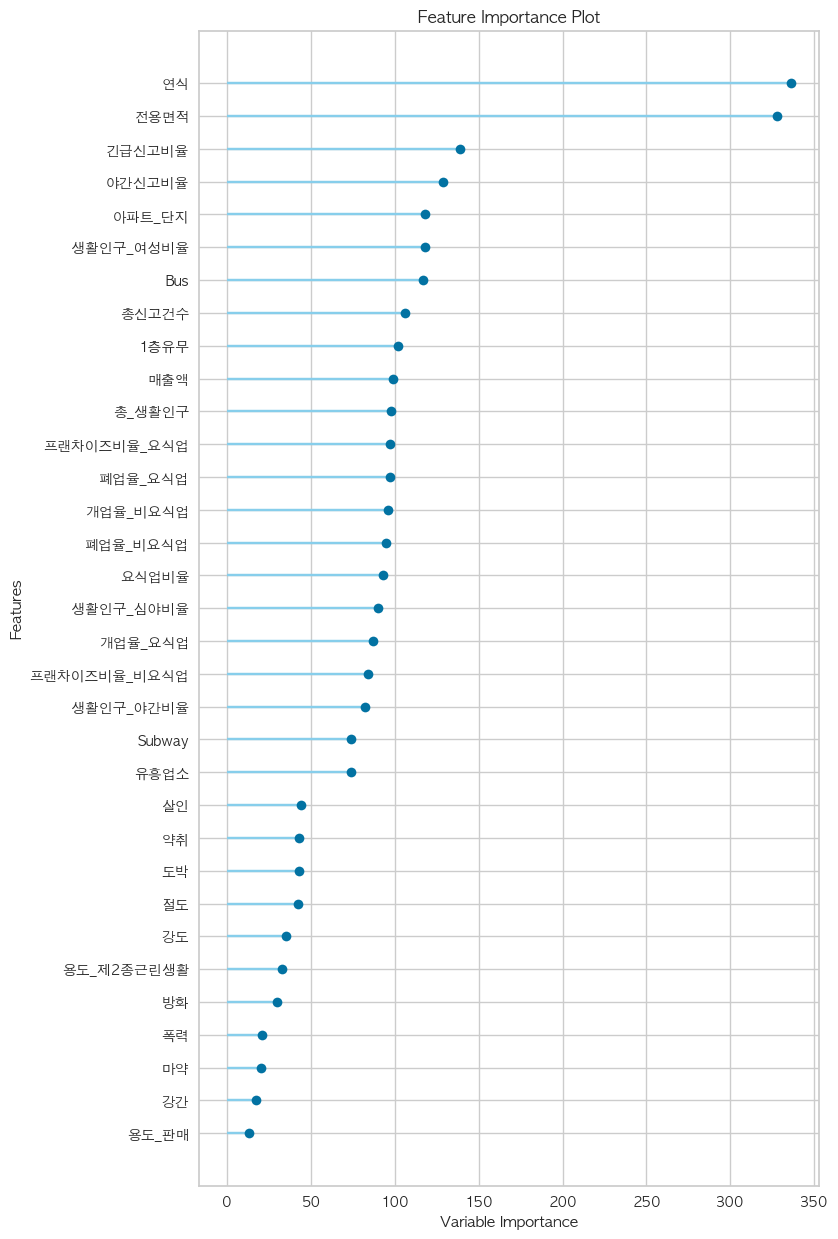 Feature Importance Plot
연식
전용면적
긴급신고비율
야간신고비율
아파트_단지
생활인구_여성비율
Bus
총신고건수
1층유무
매출액
총_생활인구
프랜차이즈비율_요식업
폐업율_요식업
개업율_비요식업
폐업율_비요식업
요식업비율
생활인구_심야비율
개업율_요식업
프랜차이즈비율_비요식업
생활인구_야간비율
Subway
유흥업소
살인
약취
도박
절도
강도
용도_제2종근린생활
방화
폭력
마약
강간
용도_판매
Features
0 50 100 150 200 250 300 350
Variable Importance